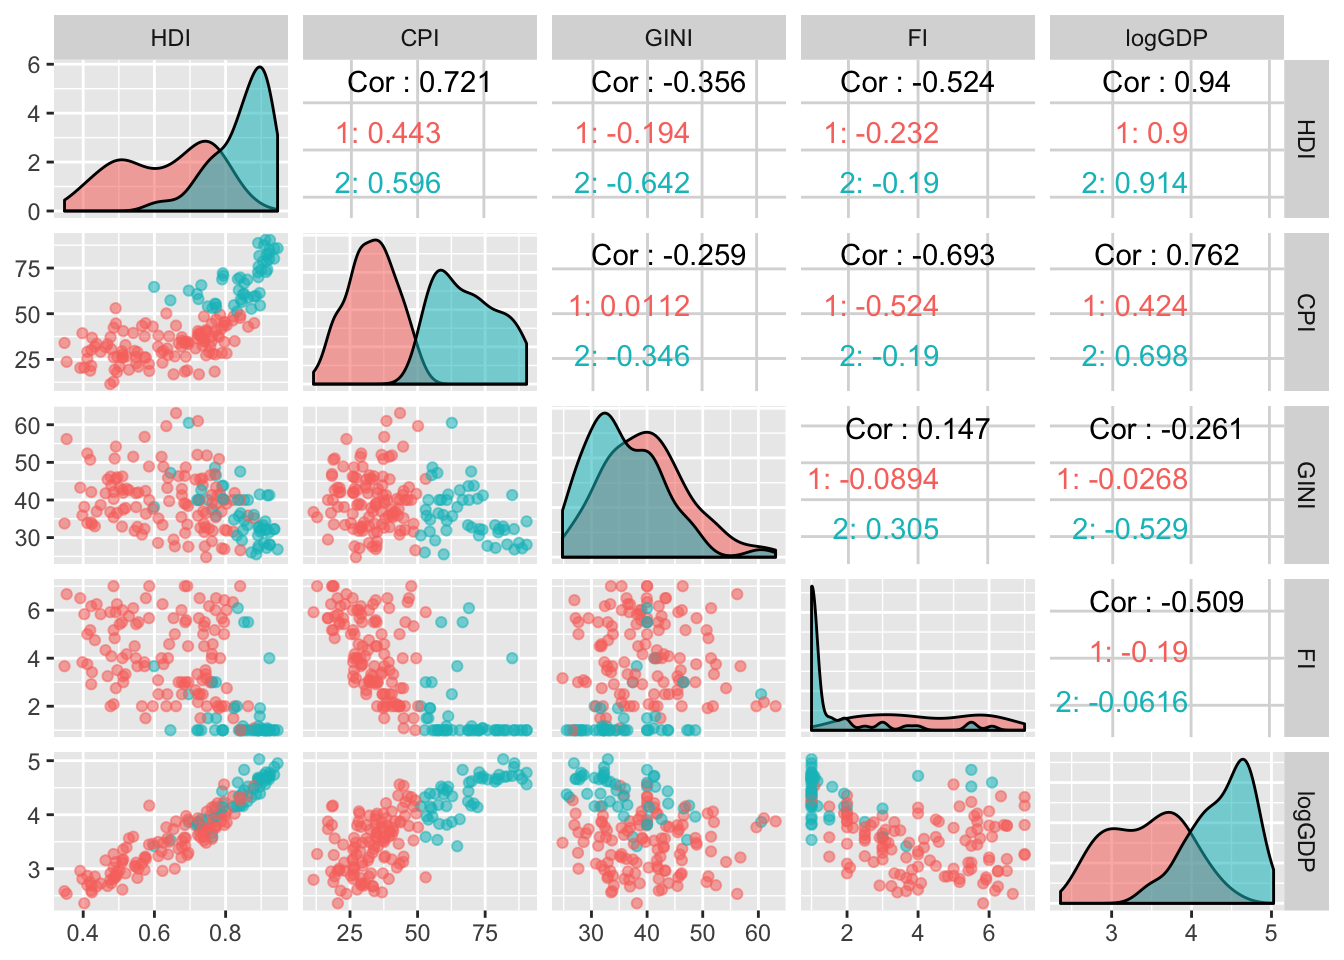 HDI CPI GINI FI logGDP
6
4
2
0
Cor : 0.721
1: 0.443
2: 0.596
Cor : -0.356
1: -0.194
2: -0.642
Cor : -0.524
1: -0.232
2: -0.19
Cor : 0.94
1: 0.9
2: 0.914
HDI
75
50
25
Cor : -0.259
1: 0.0112
2: -0.346
Cor : -0.693
1: -0.524
2: -0.19
Cor : 0.762
1: 0.424
2: 0.698
CPI
60
50
40
30
Cor : 0.147
1: -0.0894
2: 0.305
Cor : -0.261
1: -0.0268
2: -0.529
GINI
6
4
2
Cor : -0.509
1: -0.19
2: -0.0616
FI
5
4
3
logGDP
0.4 0.6 0.8 25 50 75 30 40 50 60 2 4 6 3 4 5